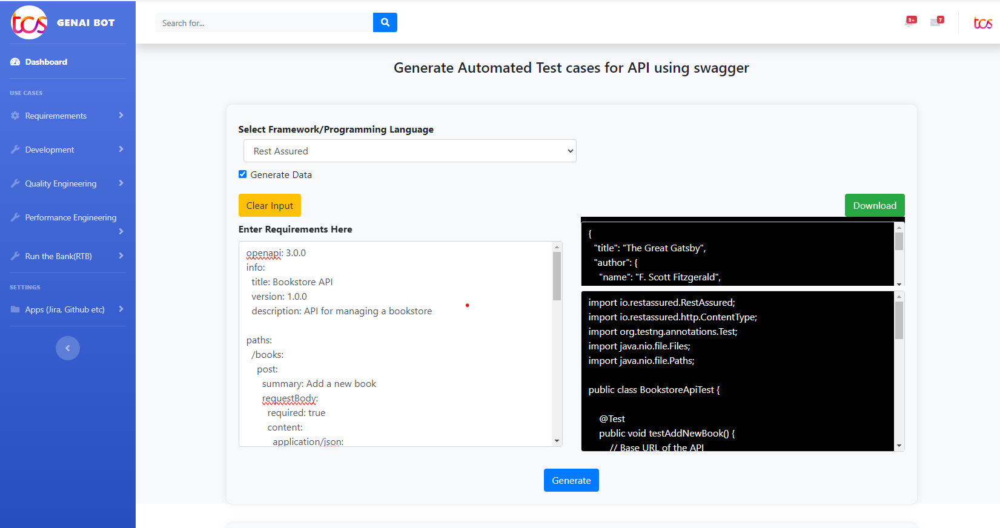 tcs GENAI BOT
Dashboard
USE CASES
Requiremements
Development
Quality Engineering
Performance Engineering
Run the Bank(RTB)
SETTINGS
Apps (Jira, Github etc)
Search for...
3+
7
tcs
Generate Automated Test cases for API using swagger
Select Framework/Programming Language
Rest Assured
Generate Data
Clear Input
Download
Enter Requirements Here
openapi: 3.0.0
info:
title: Bookstore API
version: 1.0.0
description: API for managing a bookstore
paths:
/books:
post:
summary: Add a new book
requestBody:
required: true
content:
application/json:
{
"title": "The Great Gatsby",
"author": {
"name": "F. Scott Fitzgerald",
import io.restassured.RestAssured;
import io.restassured.http.ContentType;
import org.testng.annotations.Test;
import java.nio.file.Files;
import java.nio.file.Paths;
public class BookstoreApiTest {
@Test
public void testAddNewBook() {
// Base URL of the API
Generate